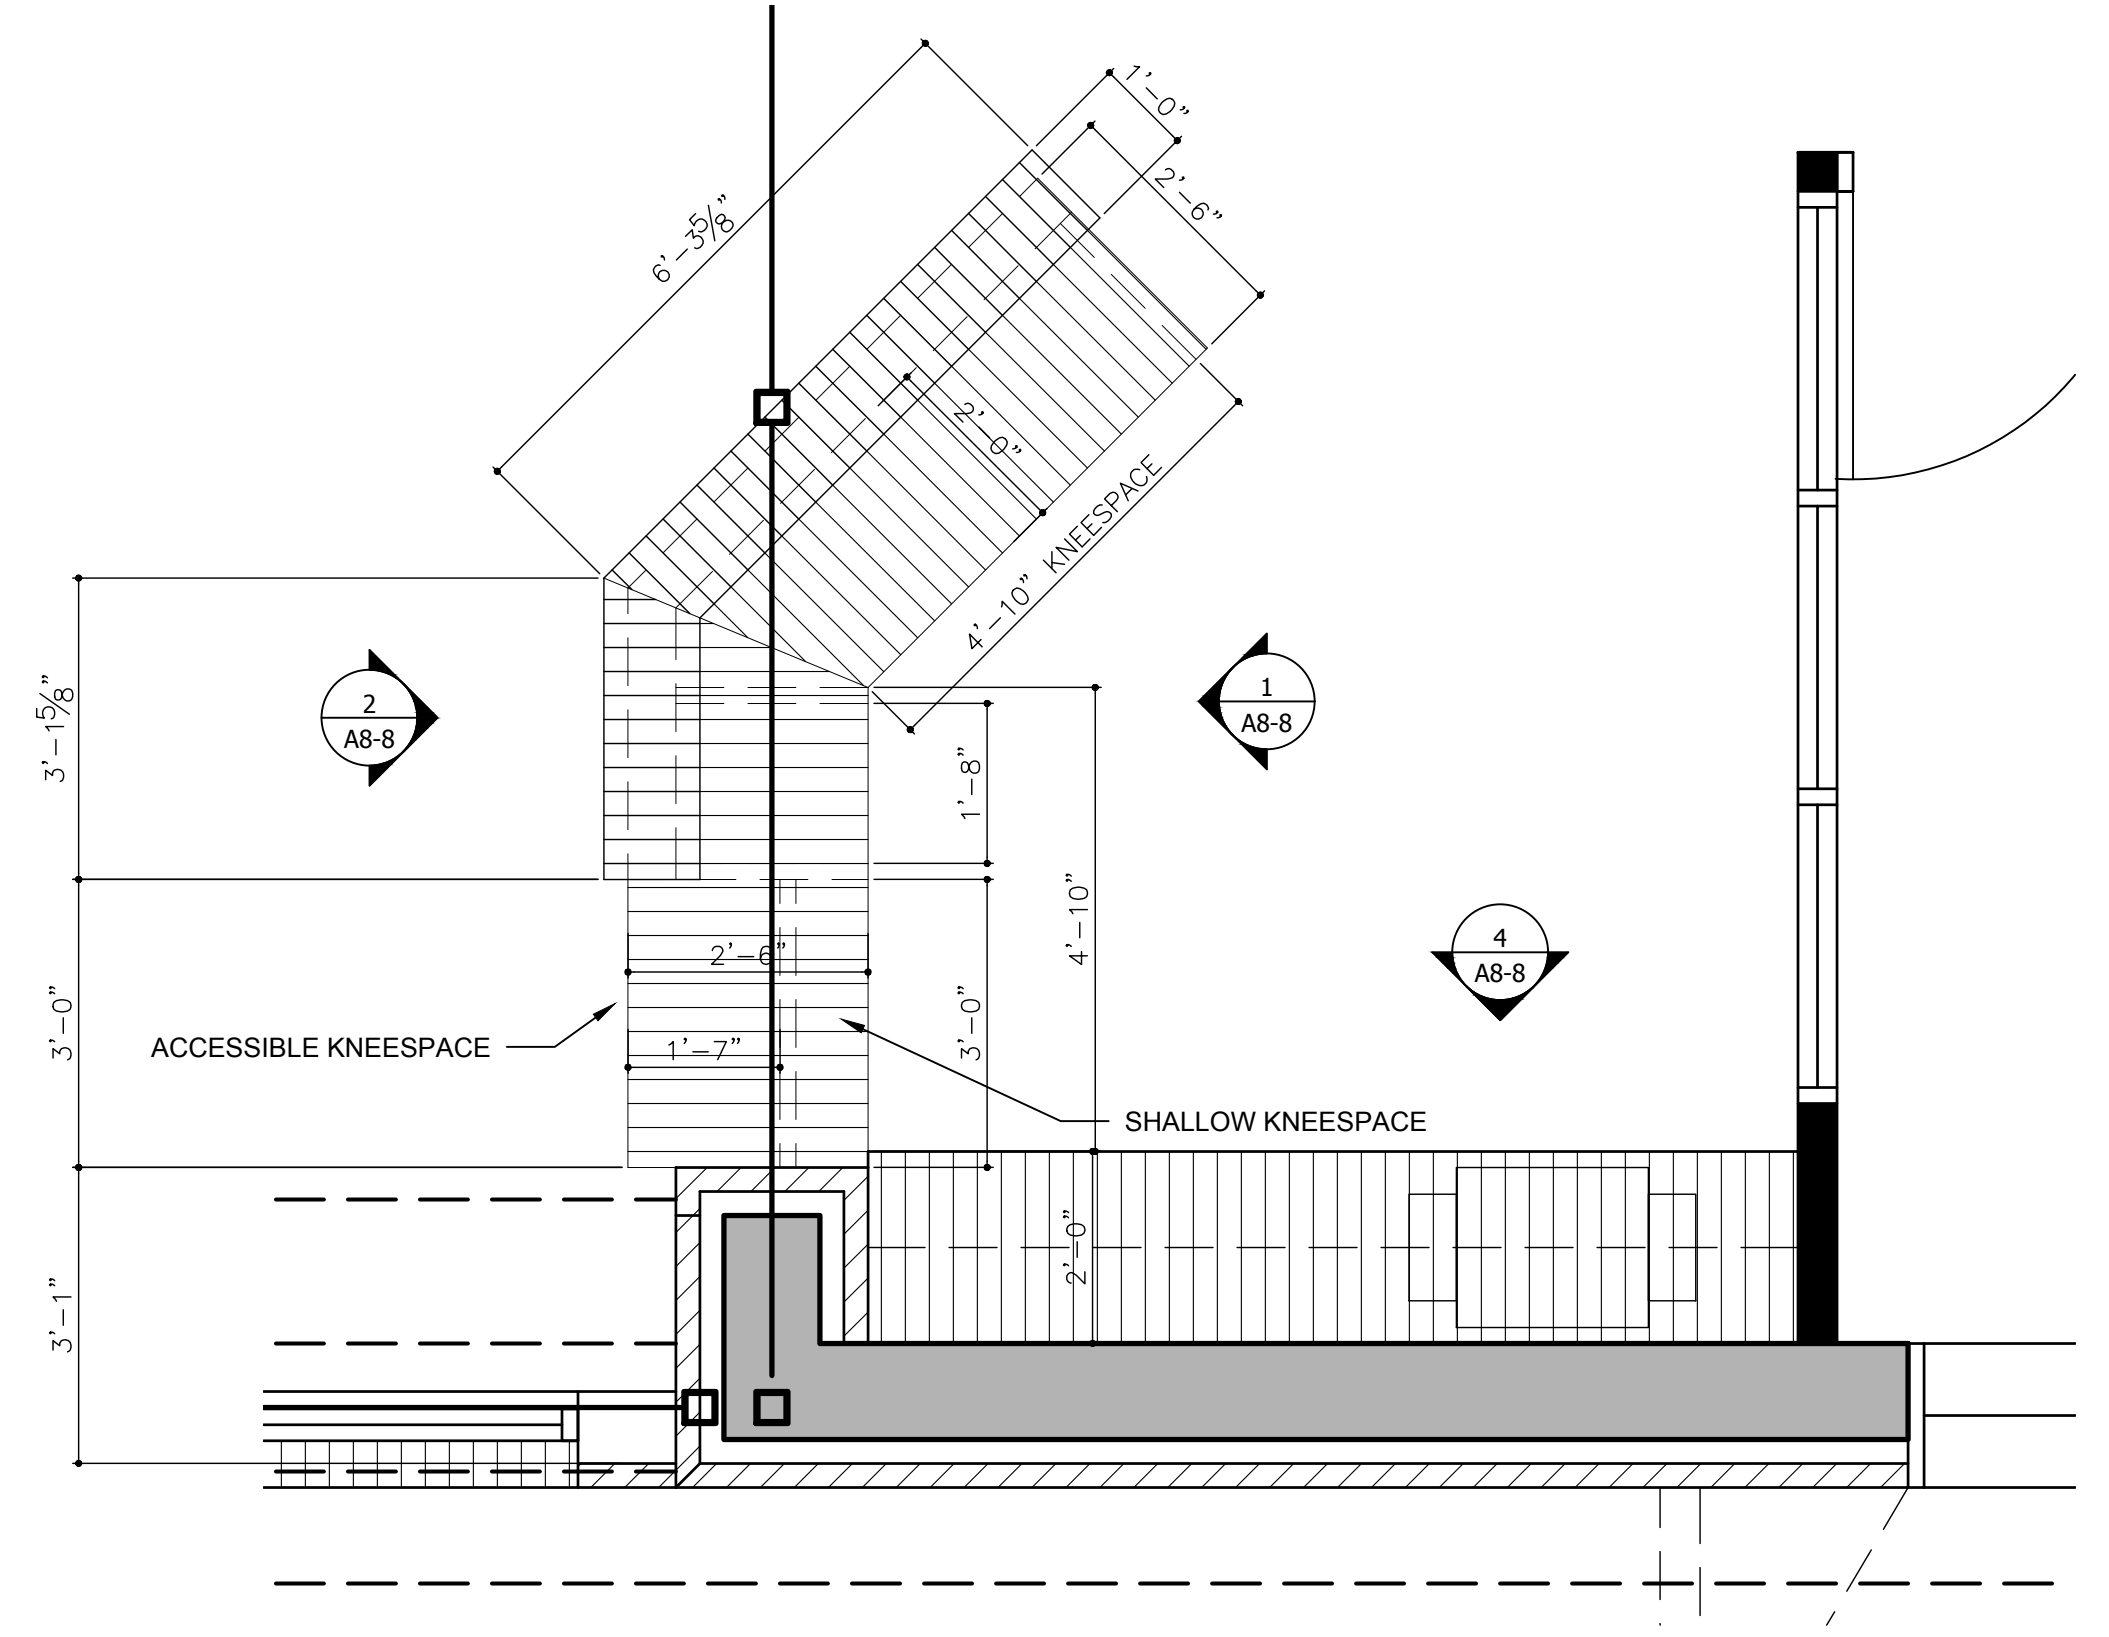 1’–0”
2’–6”
6’–3⅝”
2’–0”
4’–10” KNEESPACE
3’–1⅝”
2
A8-8
1
A8-8
1’–8”
4’–10”
4
A8-8
2’–6”
3’–0”
3’–0”
ACCESSIBLE KNEESPACE
1’–7”
SHALLOW KNEESPACE
2’–0”
3’–1”